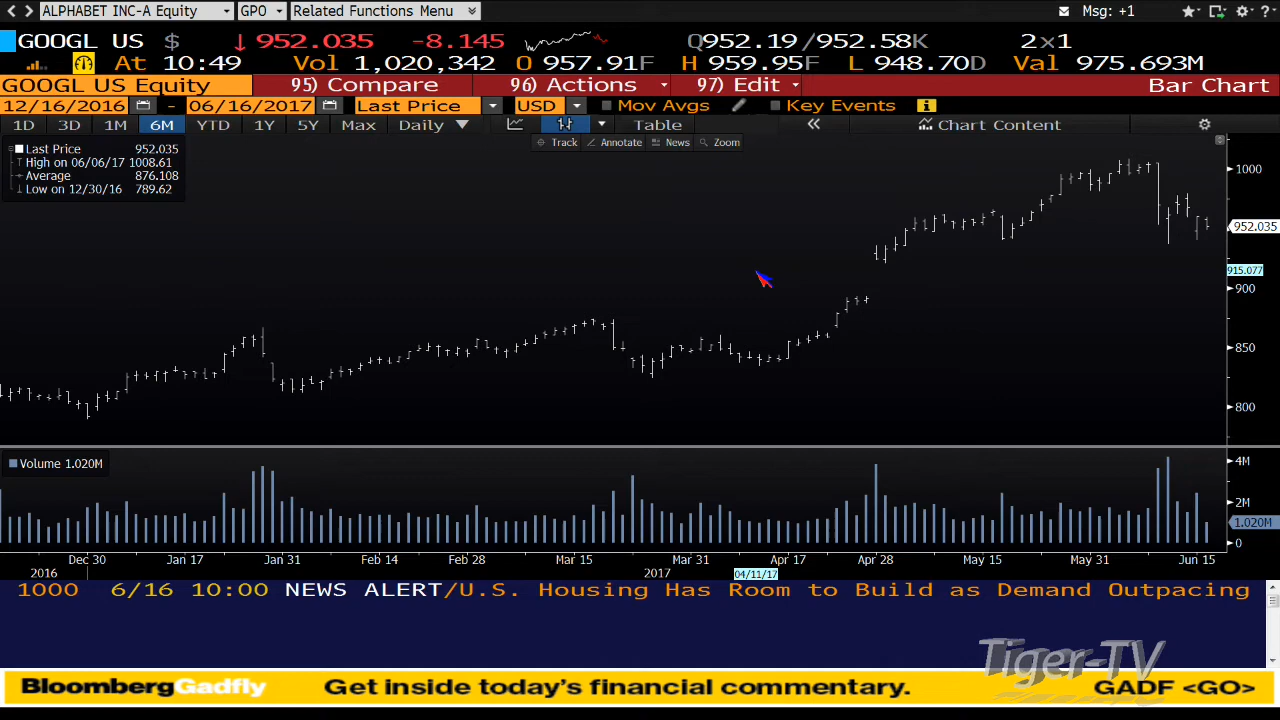 ALPHABET INC-A Equity GPO Related Functions Menu Msg: +1 ?
GOOGL US $ ↓ 952.035 -8.145 Q952.19/952.58K 2×1
At 10:49 Vol 1,020,342 O 957.91F H 959.95F L 948.70D Val 975.693M
GOOGL US Equity 95) Compare 96) Actions 97) Edit Bar Chart
12/16/2016 - 06/16/2017 Last Price USD Mov Avgs Key Events
1D 3D 1M 6M YTD 1Y 5Y Max Daily Table « Chart Content
Track Annotate News Zoom
Last Price 952.035
High on 06/06/17 1008.61
Average 876.108
Low on 12/30/16 789.62
1000
952.035
915.077
900
850
800
Volume 1.020M
4M
2M
1.020M
0
Dec 30 Jan 17 Jan 31 Feb 14 Feb 28 Mar 15 Mar 31 Apr 17 Apr 28 May 15 May 31 Jun 15
2016 2017 04/11/17
1000 6/16 10:00 NEWS ALERT/U.S. Housing Has Room to Build as Demand Outpacing
Tiger-TV
BloombergGadfly Get inside today's financial commentary. GADF <GO>